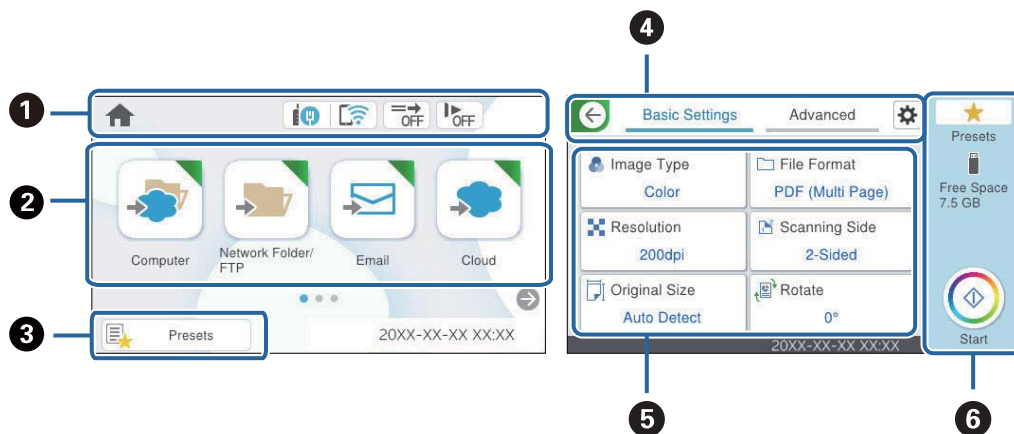 1
OFF
OFF
2
Computer
Network Folder/
FTP
Email
Cloud
3
Presets
20XX-XX-XX XX:XX
4
Basic Settings
Advanced
Image Type
Color
File Format
PDF (Multi Page)
Resolution
200dpi
Scanning Side
2-Sided
Original Size
Auto Detect
Rotate
0°
20XX-XX-XX XX:XX
5
Presets
Free Space
7.5 GB
Start
6